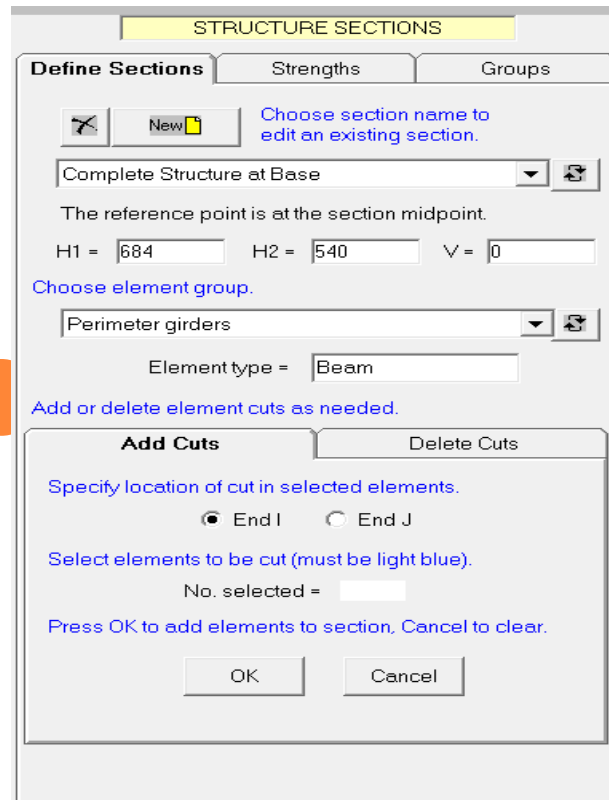 STRUCTURE SECTIONS
Define Sections Strengths Groups
New Choose section name to
edit an existing section.
Complete Structure at Base
The reference point is at the section midpoint.
H1 = 684 H2 = 540 V = 0
Choose element group.
Perimeter girders
Element type = Beam
Add or delete element cuts as needed.
Add Cuts Delete Cuts
Specify location of cut in selected elements.
End I End J
Select elements to be cut (must be light blue).
No. selected =
Press OK to add elements to section, Cancel to clear.
OK Cancel